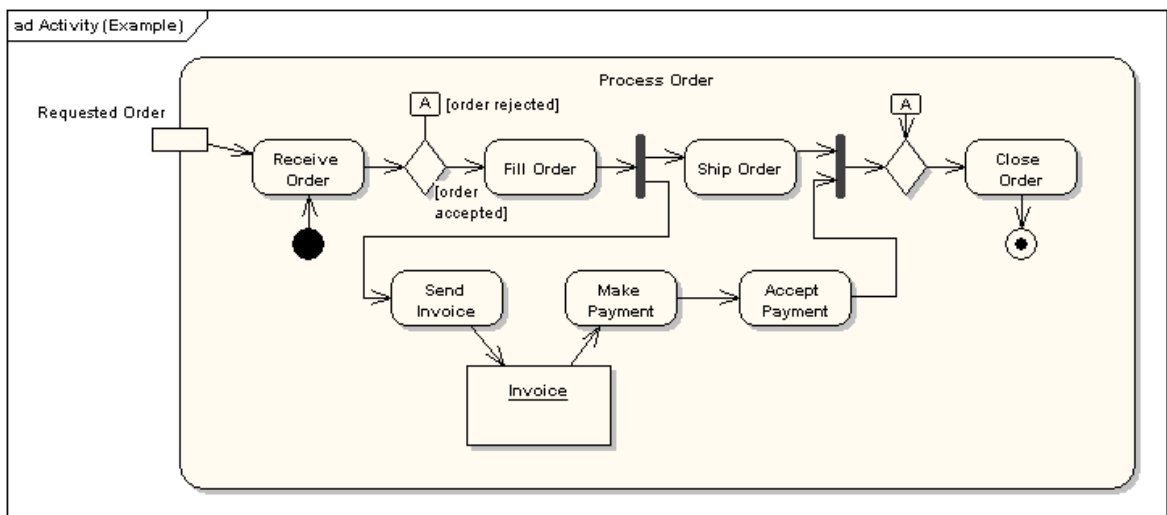 ad Activity (Example)
Process Order
Requested Order
A
[order rejected]
A
Receive
Order
Fill Order
Ship Order
Close
Order
[order
accepted]
Send
Invoice
Make
Payment
Accept
Payment
Invoice